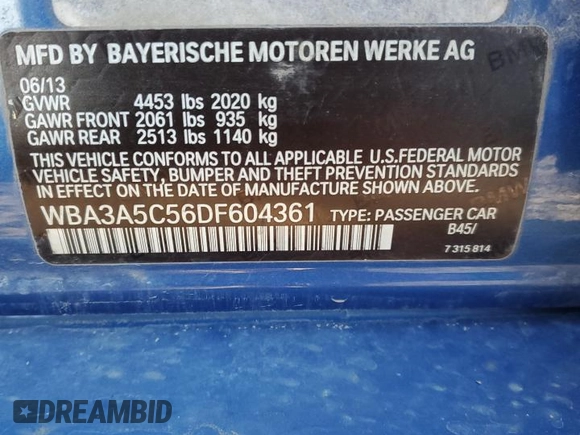 MFD BY BAYERISCHE MOTOREN WERKE AG
06/13
GVWR 4453 lbs 2020 kg
GAWR FRONT 2061 lbs 935 kg
GAWR REAR 2513 lbs 1140 kg
THIS VEHICLE CONFORMS TO ALL APPLICABLE U.S.FEDERAL MOTOR
VEHICLE SAFETY, BUMPER AND THEFT PREVENTION STANDARDS
IN EFFECT ON THE DATE OF MANUFACTURE SHOWN ABOVE.
WBA3A5C56DF604361 TYPE: PASSENGER CAR
B45/
7 315 814
BMW
BMW
DREAMBID